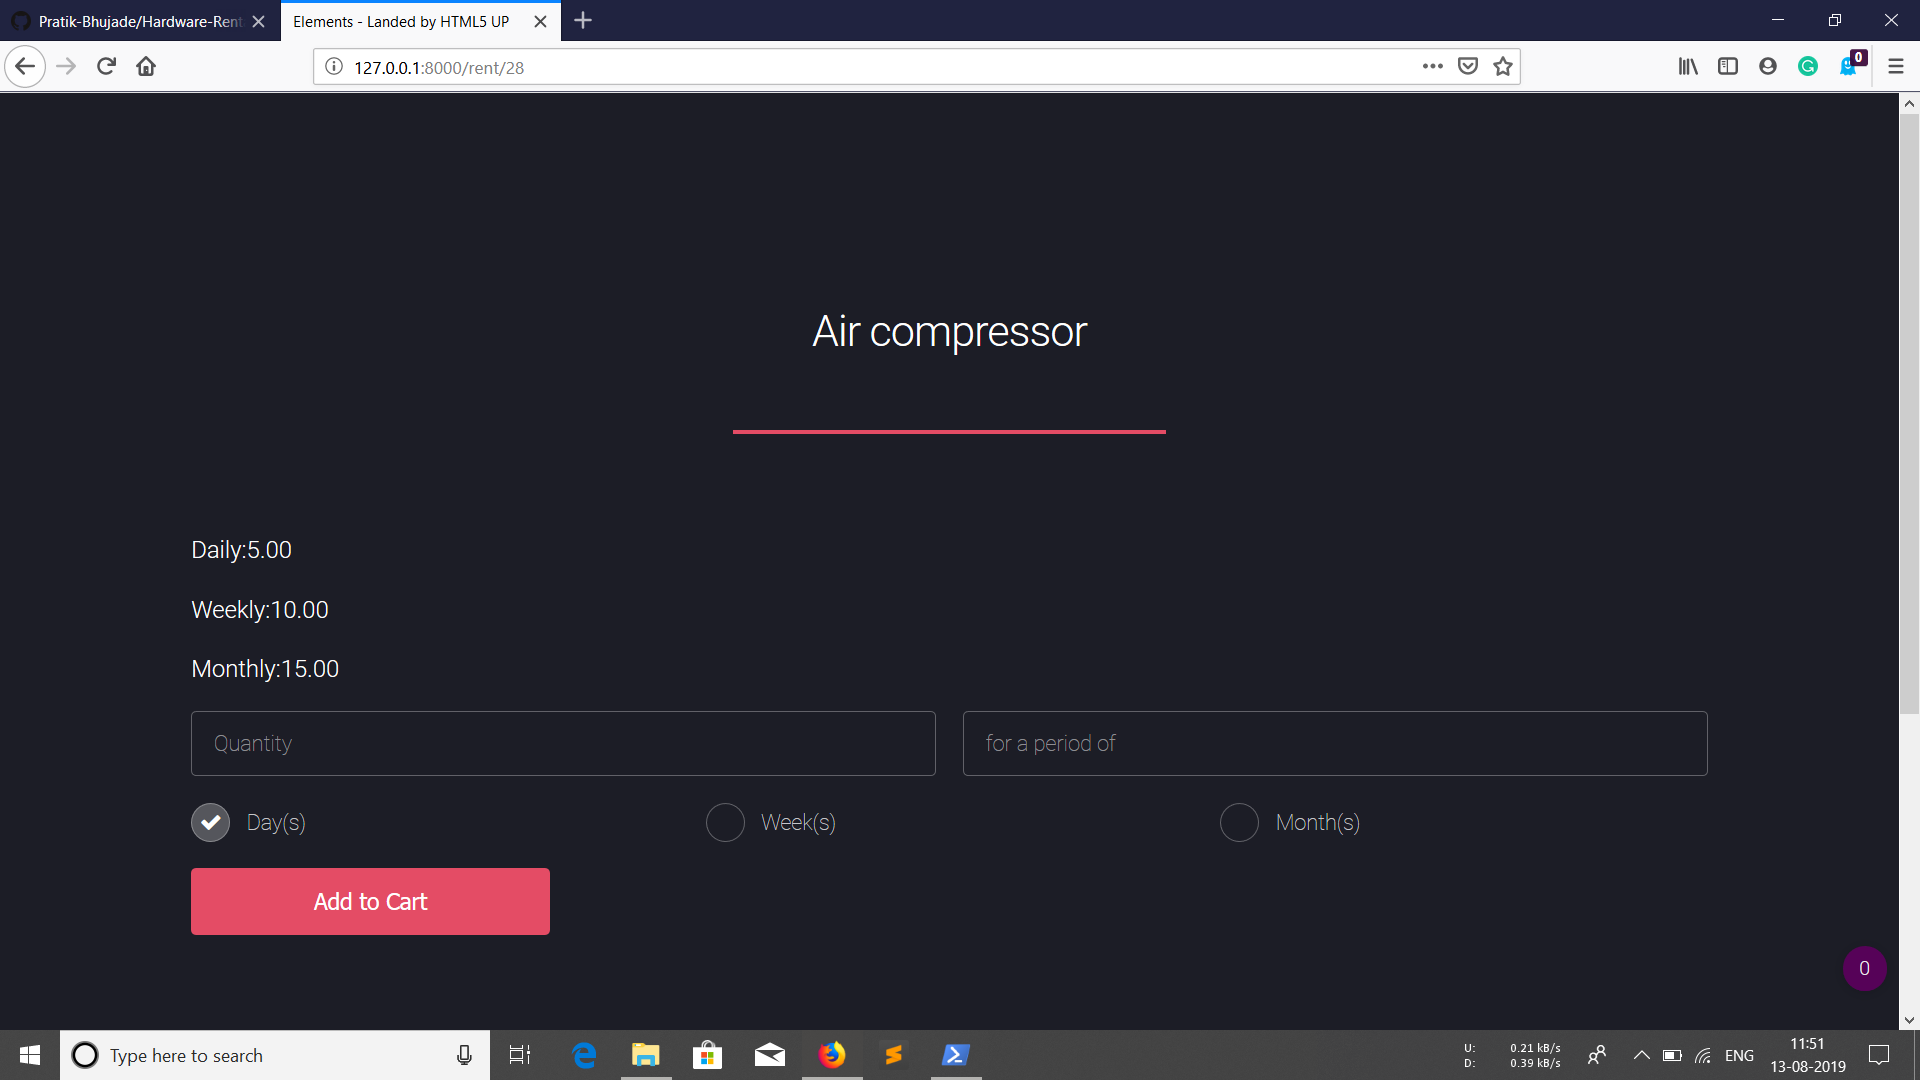 Pratik-Bhujade/Hardware-Rent
Elements - Landed by HTML5 UP
127.0.0.1:8000/rent/28
0
Air compressor
Daily:5.00
Weekly:10.00
Monthly:15.00
Quantity
for a period of
Day(s)
Week(s)
Month(s)
Add to Cart
0
Type here to search
U: 0.21 kB/s
D: 0.39 kB/s
ENG
11:51
13-08-2019